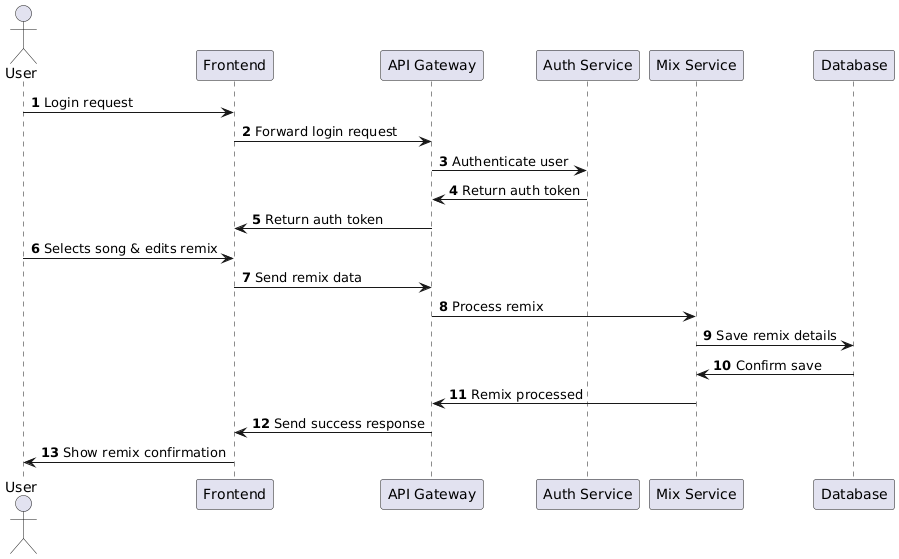 User
Frontend
API Gateway
Auth Service
Mix Service
Database
1 Login request
2 Forward login request
3 Authenticate user
4 Return auth token
5 Return auth token
6 Selects song & edits remix
7 Send remix data
8 Process remix
9 Save remix details
10 Confirm save
11 Remix processed
12 Send success response
13 Show remix confirmation
User
Frontend
API Gateway
Auth Service
Mix Service
Database